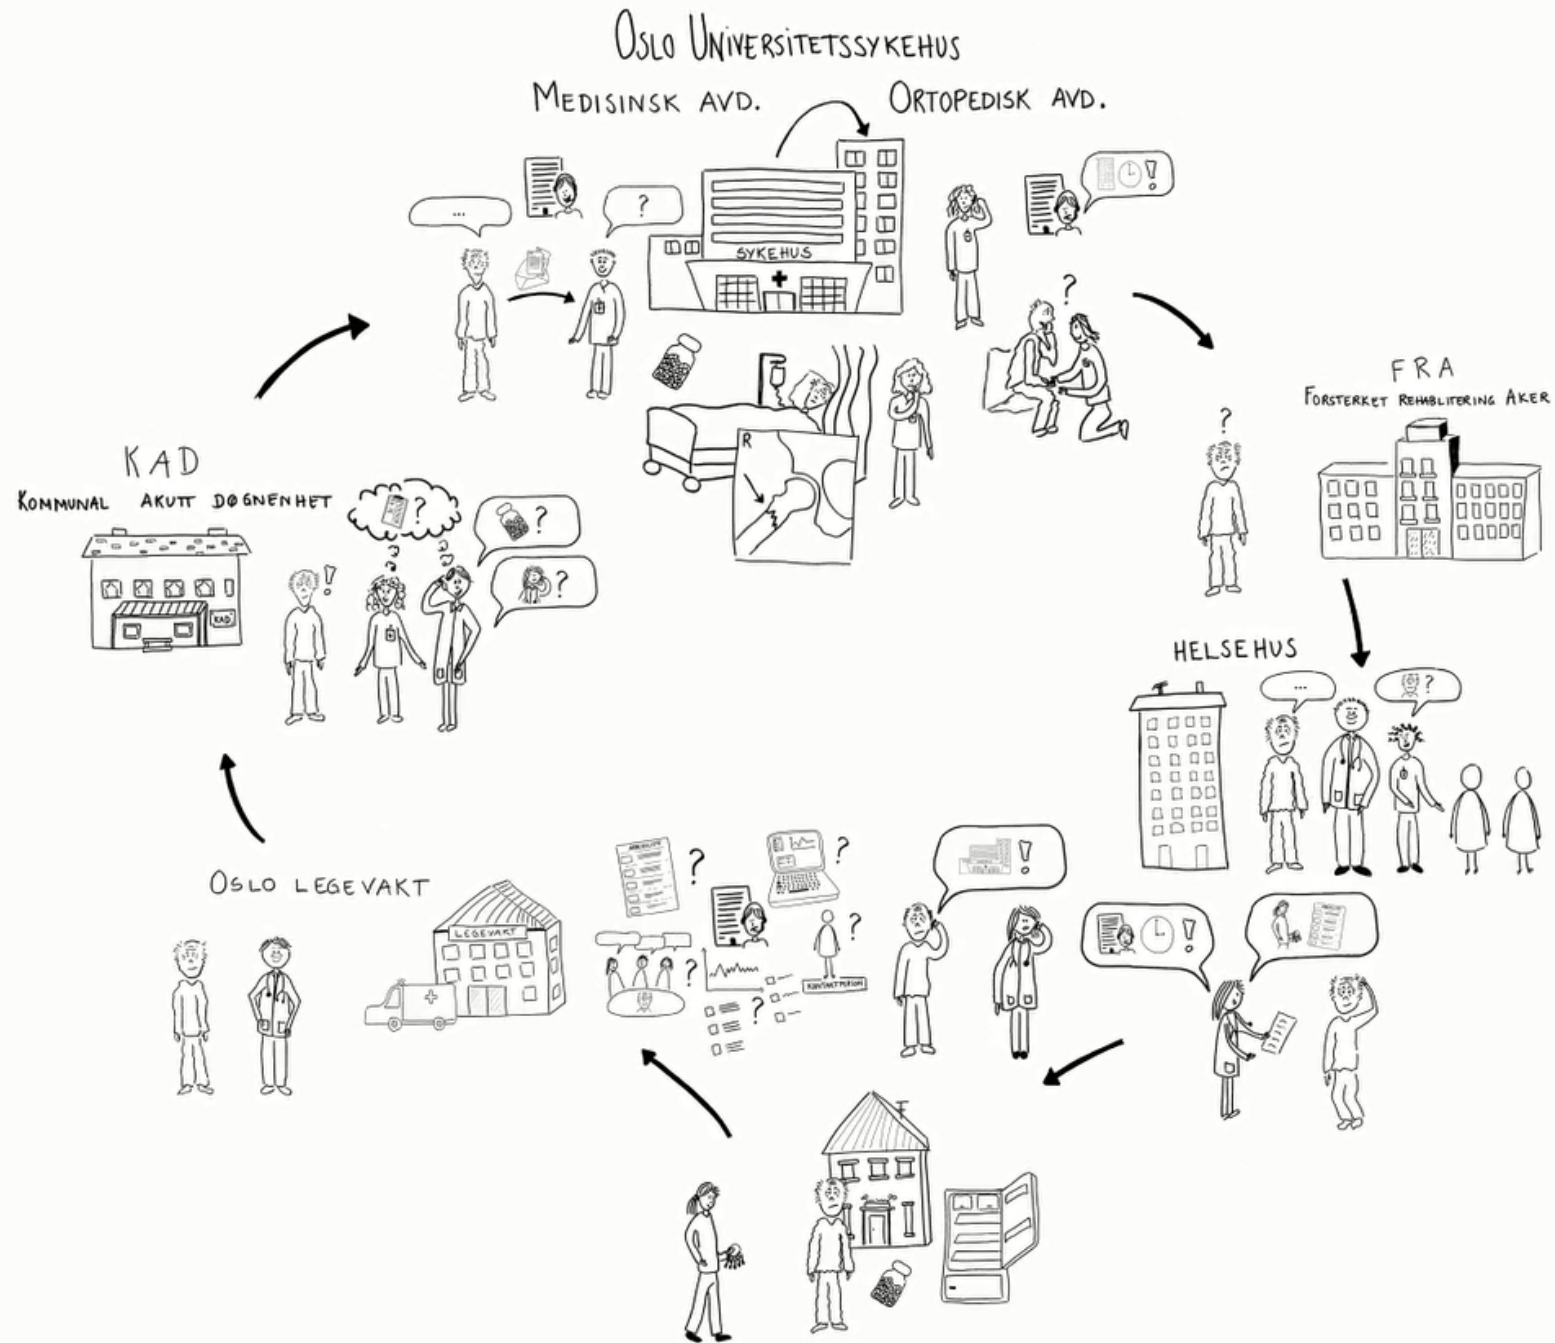 OSLO UNIVERSITETSSYKEHUS
MEDISINSK AVD.
ORTOPEDISK AVD.
...
?
!
SYKEHUS
?
R
FRA
FORSTERKET REHABLITERING AKER
?
KAD
KOMMUNAL AKUTT DØGNENHET
?
?
?
!
KAD
HELSEHUS
...
?
OSLO LEGEVAKT
LEGEVAKT
?
?
?
?
?
KONTAKTPERSON
!
!